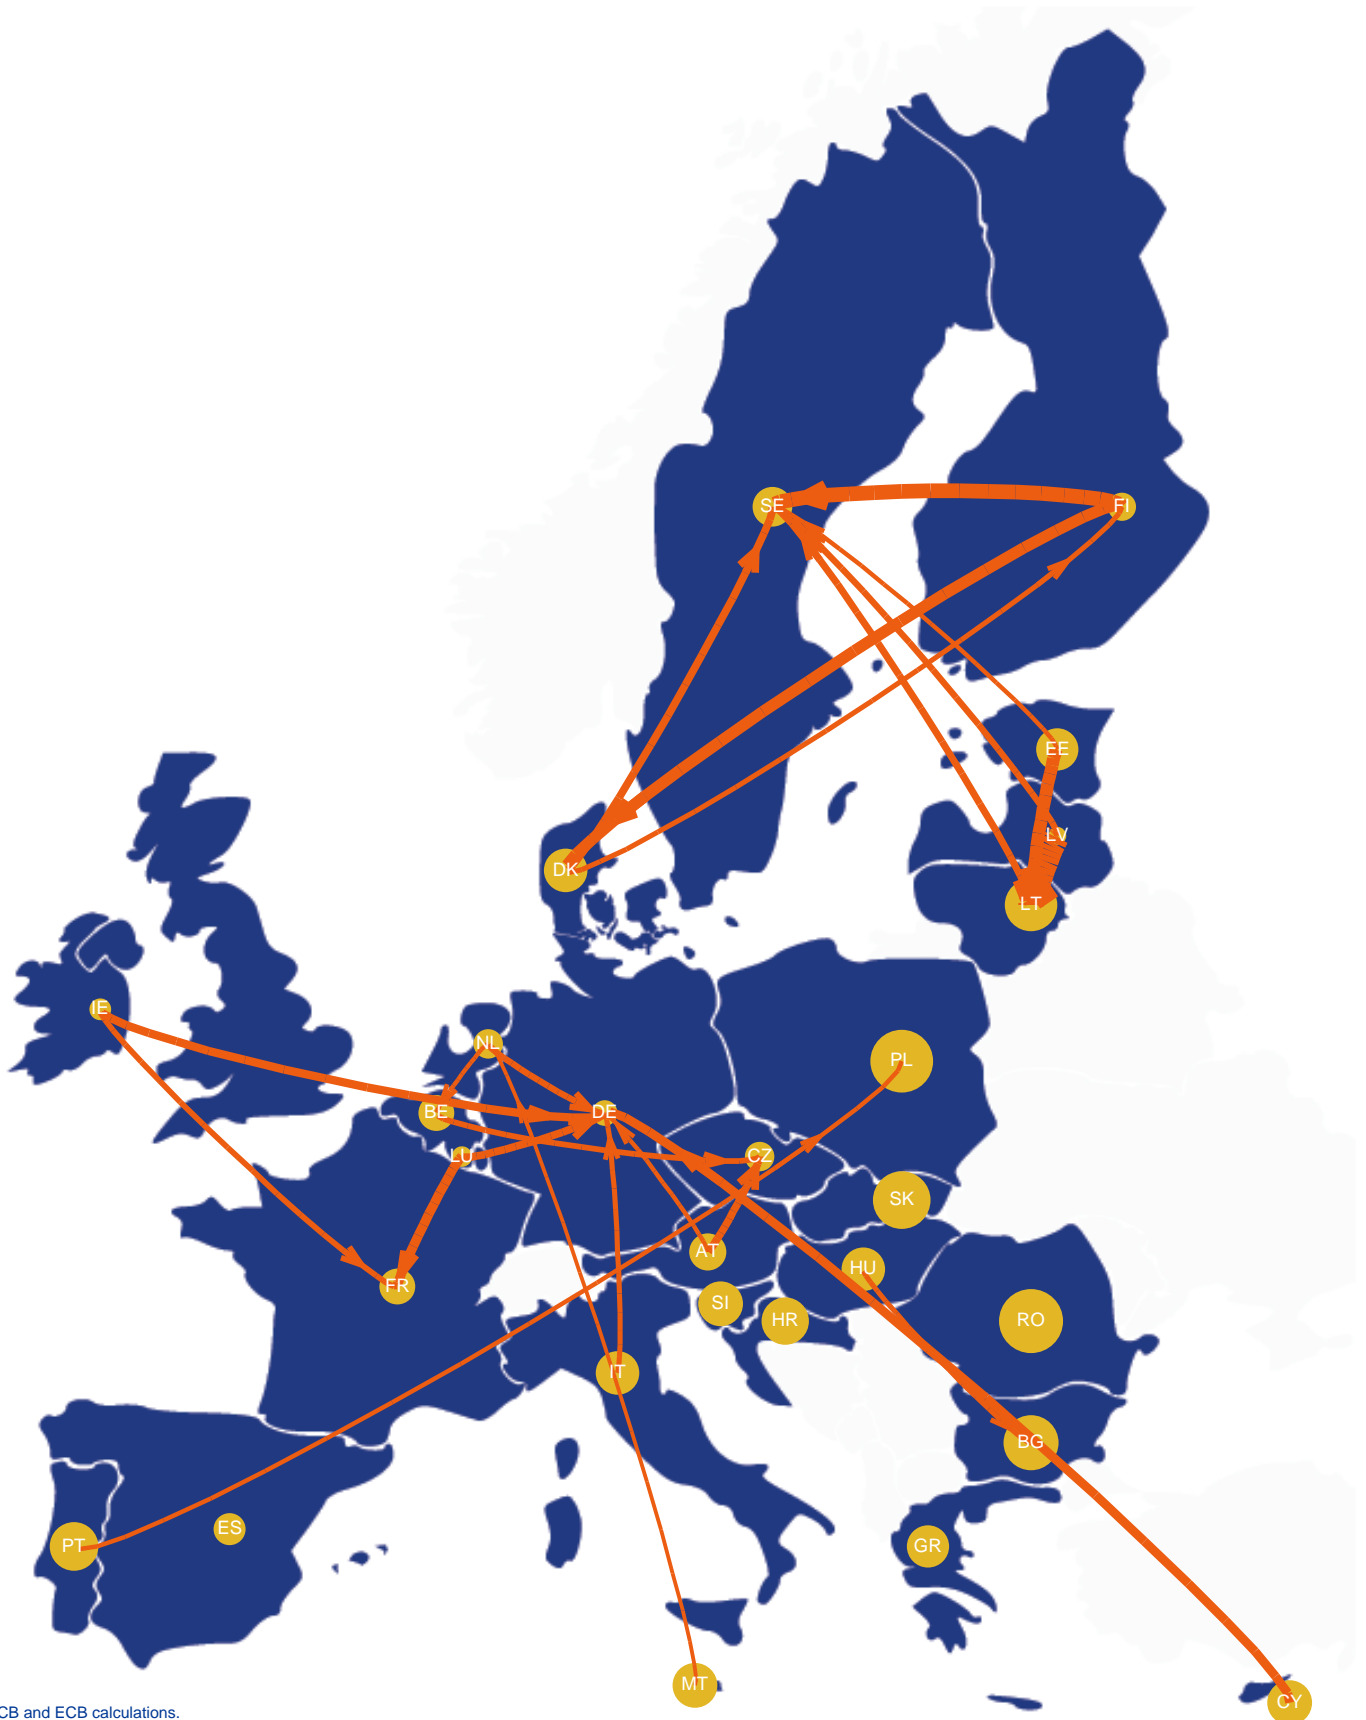 SE
FI
EE
LV
DK
LT
IE
NL
PL
BE
DE
LU
CZ
SK
AT
HU
FR
SI
HR
RO
IT
BG
ES
PT
GR
MT
CY
CB and ECB calculations.